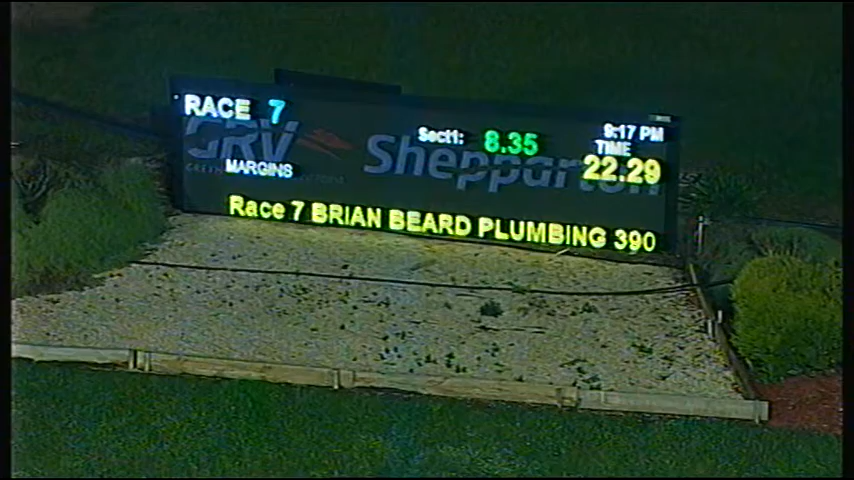 RACE 7
9:17 PM
Sect1: 8.35
TIME
GRV
Shepparton
22.29
MARGINS
Race 7 BRIAN BEARD PLUMBING 390